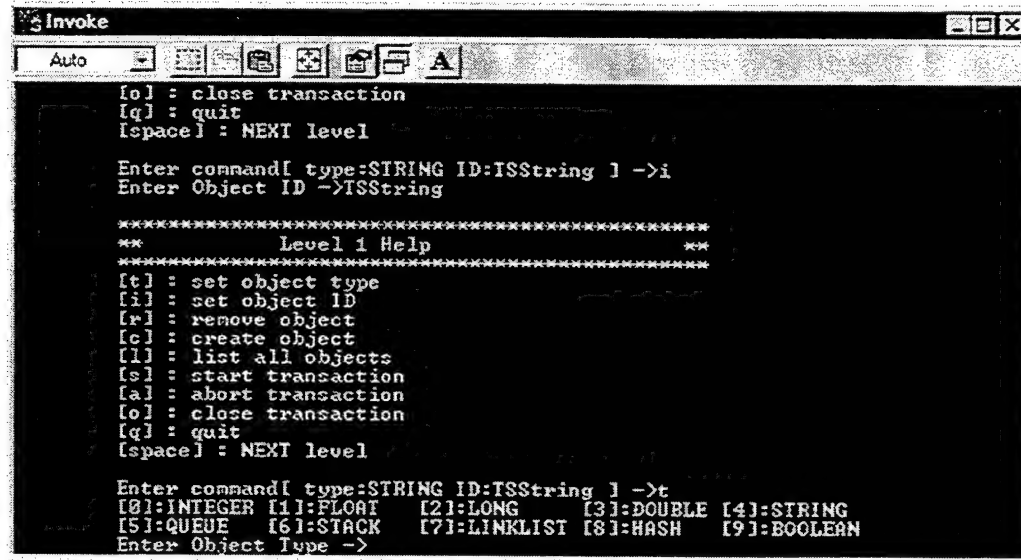 Invoke
Auto A
[o] : close transaction
[q] : quit
[space] : NEXT level
Enter command[ type:STRING ID:TSString ] ->i
Enter Object ID ->TSString
*************************************************
** Level 1 Help **
*************************************************
[t] : set object type
[i] : set object ID
[r] : remove object
[c] : create object
[l] : list all objects
[s] : start transaction
[a] : abort transaction
[o] : close transaction
[q] : quit
[space] : NEXT level
Enter command[ type:STRING ID:TSString ] ->t
[0]:INTEGER [1]:FLOAT [2]:LONG [3]:DOUBLE [4]:STRING
[5]:QUEUE [6]:STACK [7]:LINKLIST [8]:HASH [9]:BOOLEAN
Enter Object Type ->